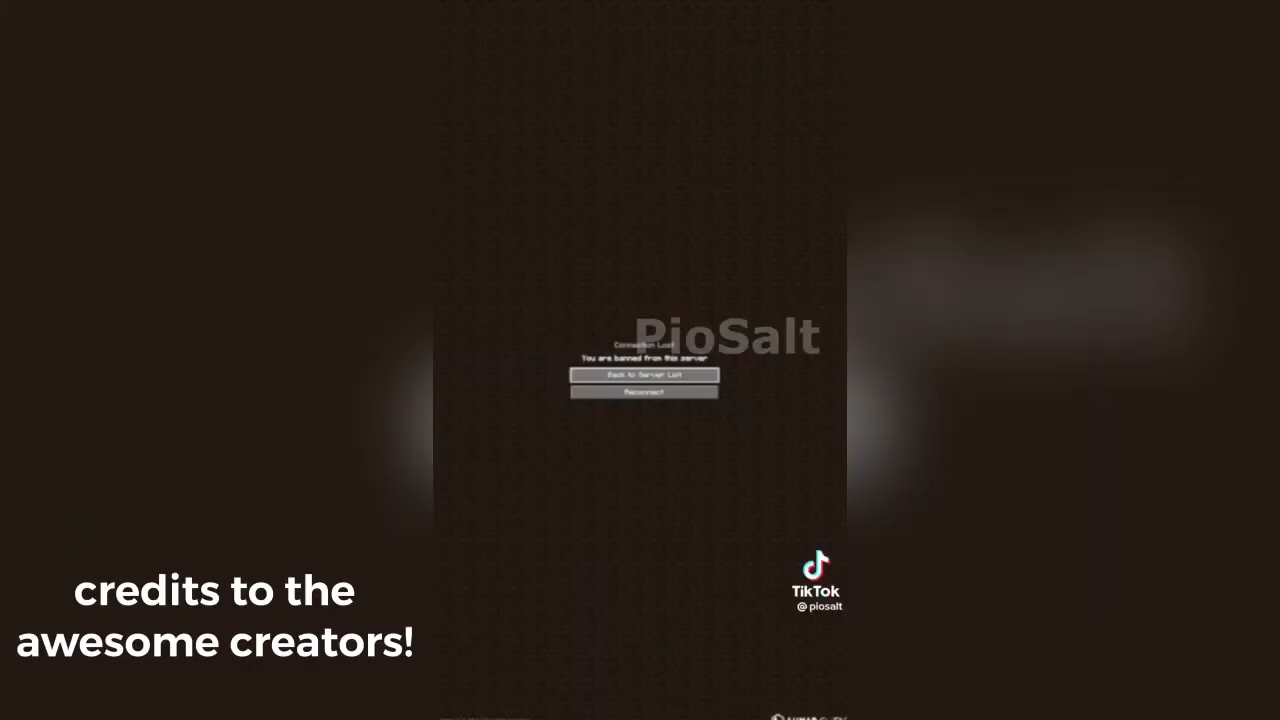 PioSalt
Connection Lost
You are banned from this server
Back to Server List
Reconnect
TikTok
@ piosalt
credits to the
awesome creators!